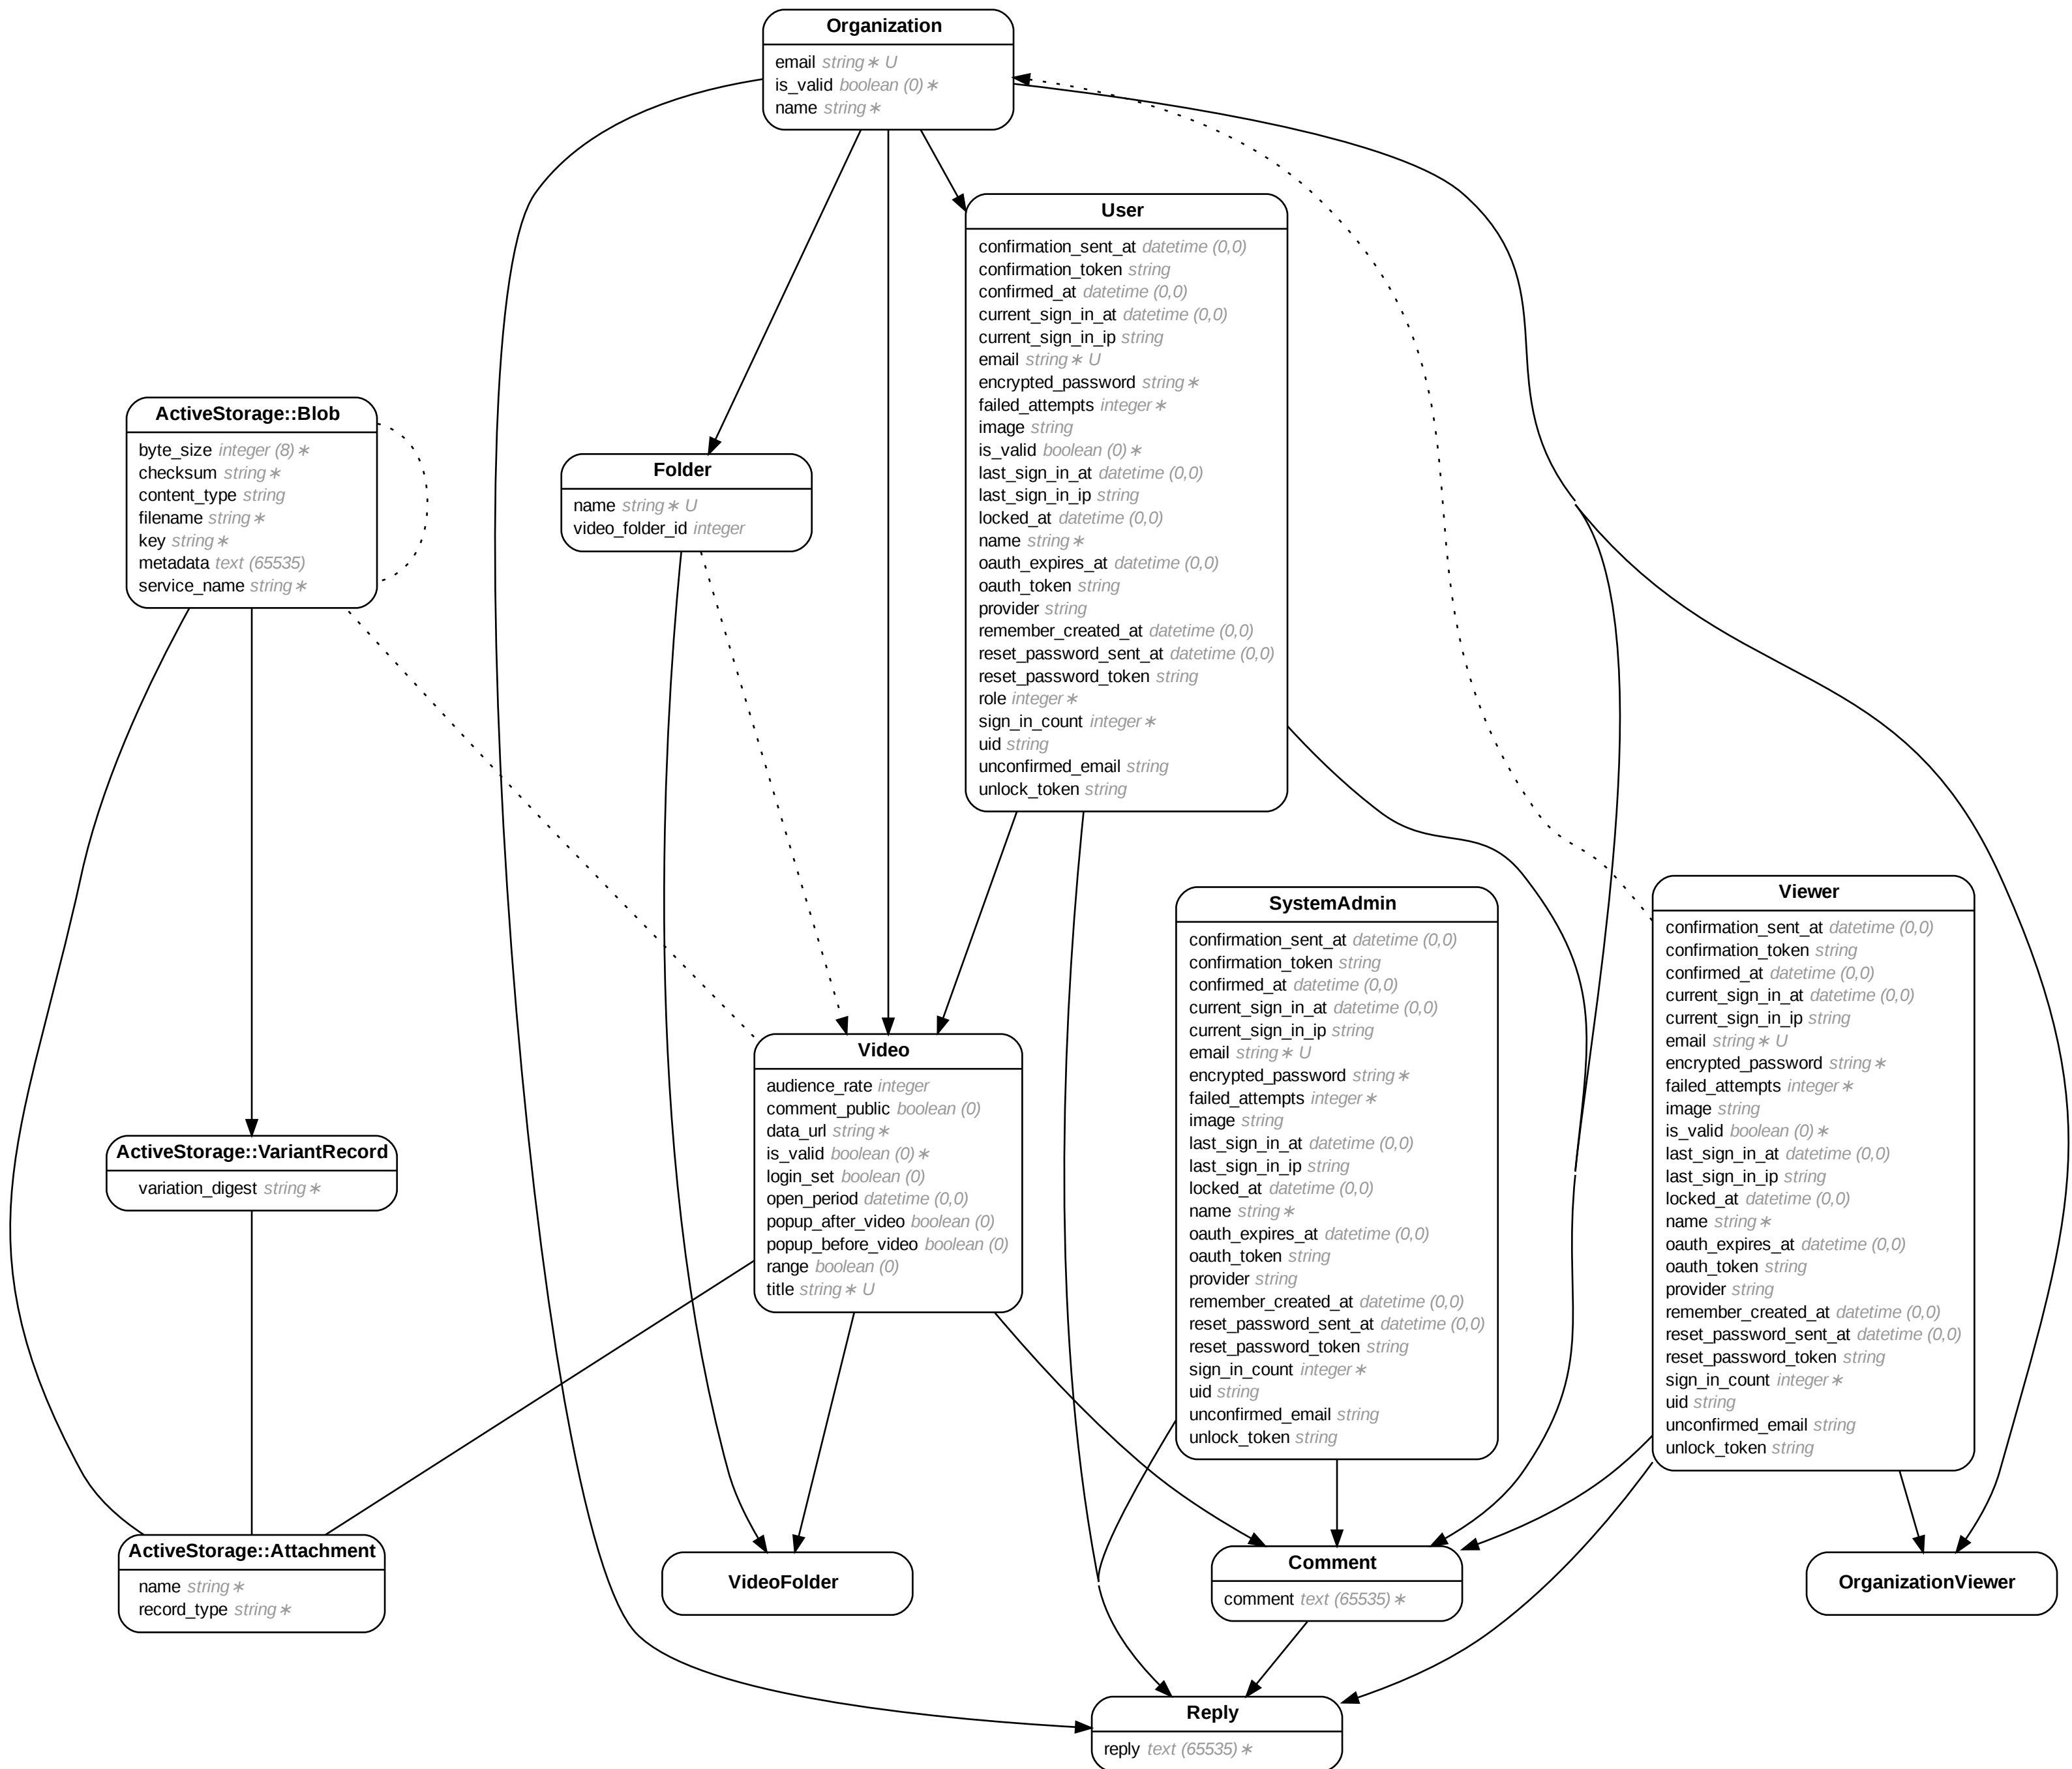 Organization
email string∗ U
is_valid boolean (0)∗
name string∗
User
confirmation_sent_at datetime (0,0)
confirmation_token string
confirmed_at datetime (0,0)
current_sign_in_at datetime (0,0)
current_sign_in_ip string
email string∗ U
encrypted_password string∗
failed_attempts integer∗
image string
is_valid boolean (0)∗
last_sign_in_at datetime (0,0)
last_sign_in_ip string
locked_at datetime (0,0)
name string∗
oauth_expires_at datetime (0,0)
oauth_token string
provider string
remember_created_at datetime (0,0)
reset_password_sent_at datetime (0,0)
reset_password_token string
role integer∗
sign_in_count integer∗
uid string
unconfirmed_email string
unlock_token string
ActiveStorage::Blob
byte_size integer (8)∗
checksum string∗
content_type string
filename string∗
key string∗
metadata text (65535)
service_name string∗
Folder
name string∗ U
video_folder_id integer
SystemAdmin
confirmation_sent_at datetime (0,0)
confirmation_token string
confirmed_at datetime (0,0)
current_sign_in_at datetime (0,0)
current_sign_in_ip string
email string∗ U
encrypted_password string∗
failed_attempts integer∗
image string
last_sign_in_at datetime (0,0)
last_sign_in_ip string
locked_at datetime (0,0)
name string∗
oauth_expires_at datetime (0,0)
oauth_token string
provider string
remember_created_at datetime (0,0)
reset_password_sent_at datetime (0,0)
reset_password_token string
sign_in_count integer∗
uid string
unconfirmed_email string
unlock_token string
Viewer
confirmation_sent_at datetime (0,0)
confirmation_token string
confirmed_at datetime (0,0)
current_sign_in_at datetime (0,0)
current_sign_in_ip string
email string∗ U
encrypted_password string∗
failed_attempts integer∗
image string
is_valid boolean (0)∗
last_sign_in_at datetime (0,0)
last_sign_in_ip string
locked_at datetime (0,0)
name string∗
oauth_expires_at datetime (0,0)
oauth_token string
provider string
remember_created_at datetime (0,0)
reset_password_sent_at datetime (0,0)
reset_password_token string
sign_in_count integer∗
uid string
unconfirmed_email string
unlock_token string
Video
audience_rate integer
comment_public boolean (0)
data_url string∗
is_valid boolean (0)∗
login_set boolean (0)
open_period datetime (0,0)
popup_after_video boolean (0)
popup_before_video boolean (0)
range boolean (0)
title string∗ U
ActiveStorage::VariantRecord
variation_digest string∗
ActiveStorage::Attachment
name string∗
record_type string∗
VideoFolder
Comment
comment text (65535)∗
OrganizationViewer
Reply
reply text (65535)∗